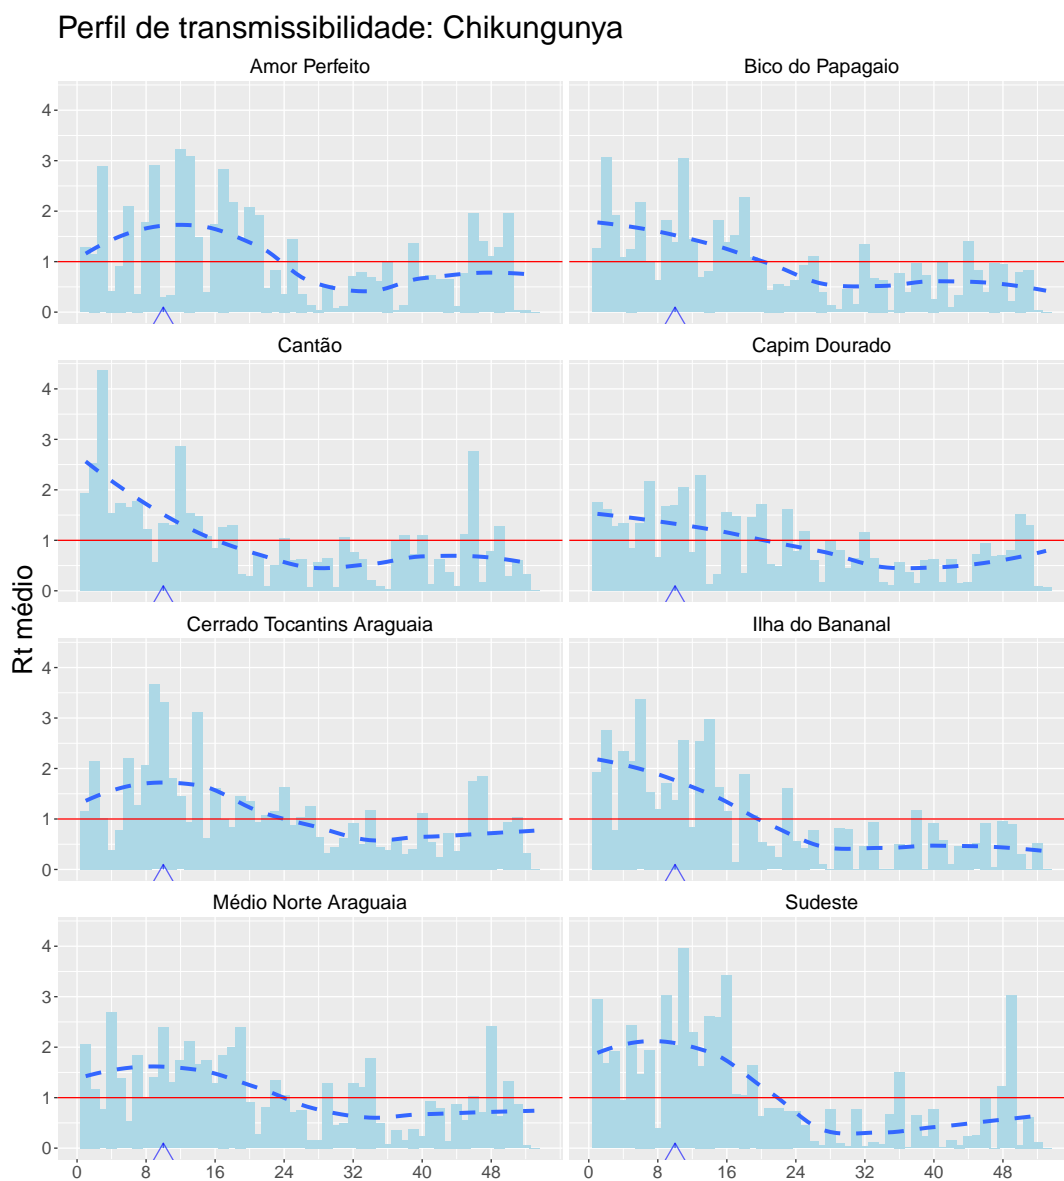 Perfil de transmissibilidade: Chikungunya
Amor Perfeito
Bico do Papagaio
4
3
2
1
0
Cantão
Capim Dourado
4
3
2
1
0
Rt médio
Cerrado Tocantins Araguaia
Ilha do Bananal
4
3
2
1
0
Médio Norte Araguaia
Sudeste
4
3
2
1
0
0 8 16 24 32 40 48
0 8 16 24 32 40 48